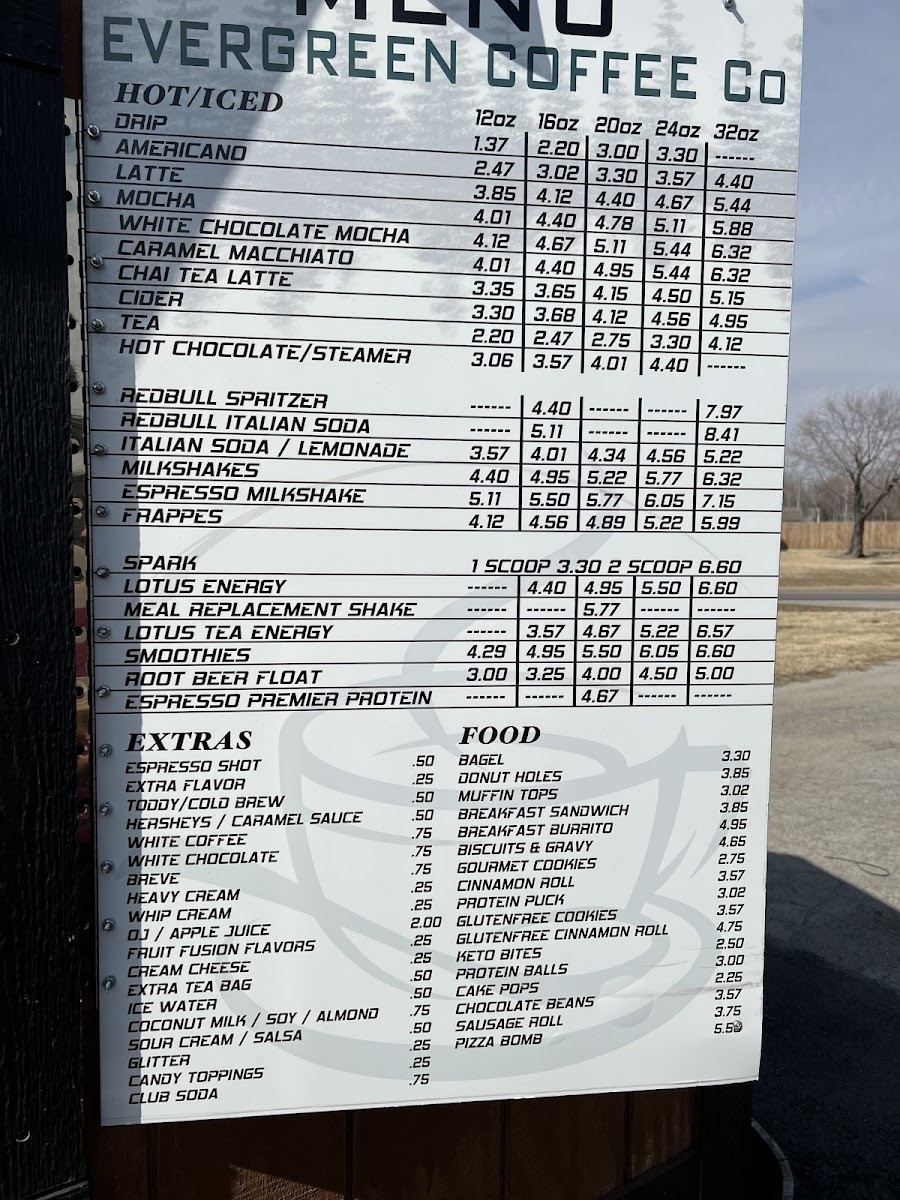 MENU
EVERGREEN COFFEE Co
HOT/ICED 12oz 16oz 20oz 24oz 32oz
DRIP 1.37 2.20 3.00 3.30 ------
AMERICANO 2.47 3.02 3.30 3.57 4.40
LATTE 3.85 4.12 4.40 4.67 5.44
MOCHA 4.01 4.40 4.78 5.11 5.88
WHITE CHOCOLATE MOCHA 4.12 4.67 5.11 5.44 6.32
CARAMEL MACCHIATO 4.01 4.40 4.95 5.44 6.32
CHAI TEA LATTE 3.35 3.65 4.15 4.50 5.15
CIDER 3.30 3.68 4.12 4.56 4.95
TEA 2.20 2.47 2.75 3.30 4.12
HOT CHOCOLATE/STEAMER 3.06 3.57 4.01 4.40 ------
REDBULL SPRITZER ------ 4.40 ------ ------ 7.97
REDBULL ITALIAN SODA ------ 5.11 ------ ------ 8.41
ITALIAN SODA / LEMONADE 3.57 4.01 4.34 4.56 5.22
MILKSHAKES 4.40 4.95 5.22 5.77 6.32
ESPRESSO MILKSHAKE 5.11 5.50 5.77 6.05 7.15
FRAPPES 4.12 4.56 4.89 5.22 5.99
SPARK 1 SCOOP 3.30 2 SCOOP 6.60
LOTUS ENERGY ------ 4.40 4.95 5.50 6.60
MEAL REPLACEMENT SHAKE ------ ------ 5.77 ------ ------
LOTUS TEA ENERGY ------ 3.57 4.67 5.22 6.57
SMOOTHIES 4.29 4.95 5.50 6.05 6.60
ROOT BEER FLOAT 3.00 3.25 4.00 4.50 5.00
ESPRESSO PREMIER PROTEIN ------ ------ 4.67 ------ ------
EXTRAS
ESPRESSO SHOT .50
EXTRA FLAVOR .25
TODDY/COLD BREW .50
HERSHEYS / CARAMEL SAUCE .50
WHITE COFFEE .75
WHITE CHOCOLATE .75
BREVE .75
HEAVY CREAM .25
WHIP CREAM .25
OJ / APPLE JUICE 2.00
FRUIT FUSION FLAVORS .25
CREAM CHEESE .25
EXTRA TEA BAG .50
ICE WATER .50
COCONUT MILK / SOY / ALMOND .75
SOUR CREAM / SALSA .50
GLITTER .25
CANDY TOPPINGS .25
CLUB SODA .75
FOOD
BAGEL 3.30
DONUT HOLES 3.85
MUFFIN TOPS 3.02
BREAKFAST SANDWICH 3.85
BREAKFAST BURRITO 4.95
BISCUITS & GRAVY 4.65
GOURMET COOKIES 2.75
CINNAMON ROLL 3.57
PROTEIN PUCK 3.02
GLUTENFREE COOKIES 3.57
GLUTENFREE CINNAMON ROLL 4.75
KETO BITES 2.50
PROTEIN BALLS 3.00
CAKE POPS 2.25
CHOCOLATE BEANS 3.57
SAUSAGE ROLL 3.75
PIZZA BOMB